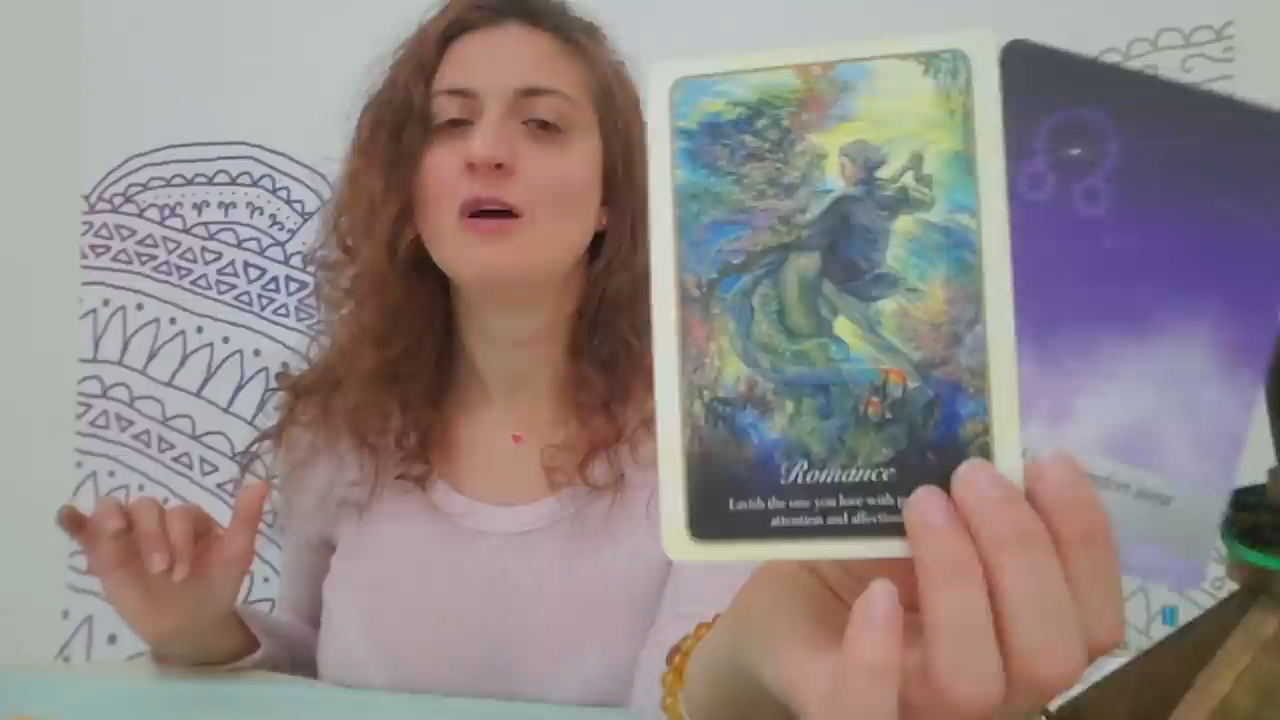 Romance
Lavish the one you love with
attention and affection